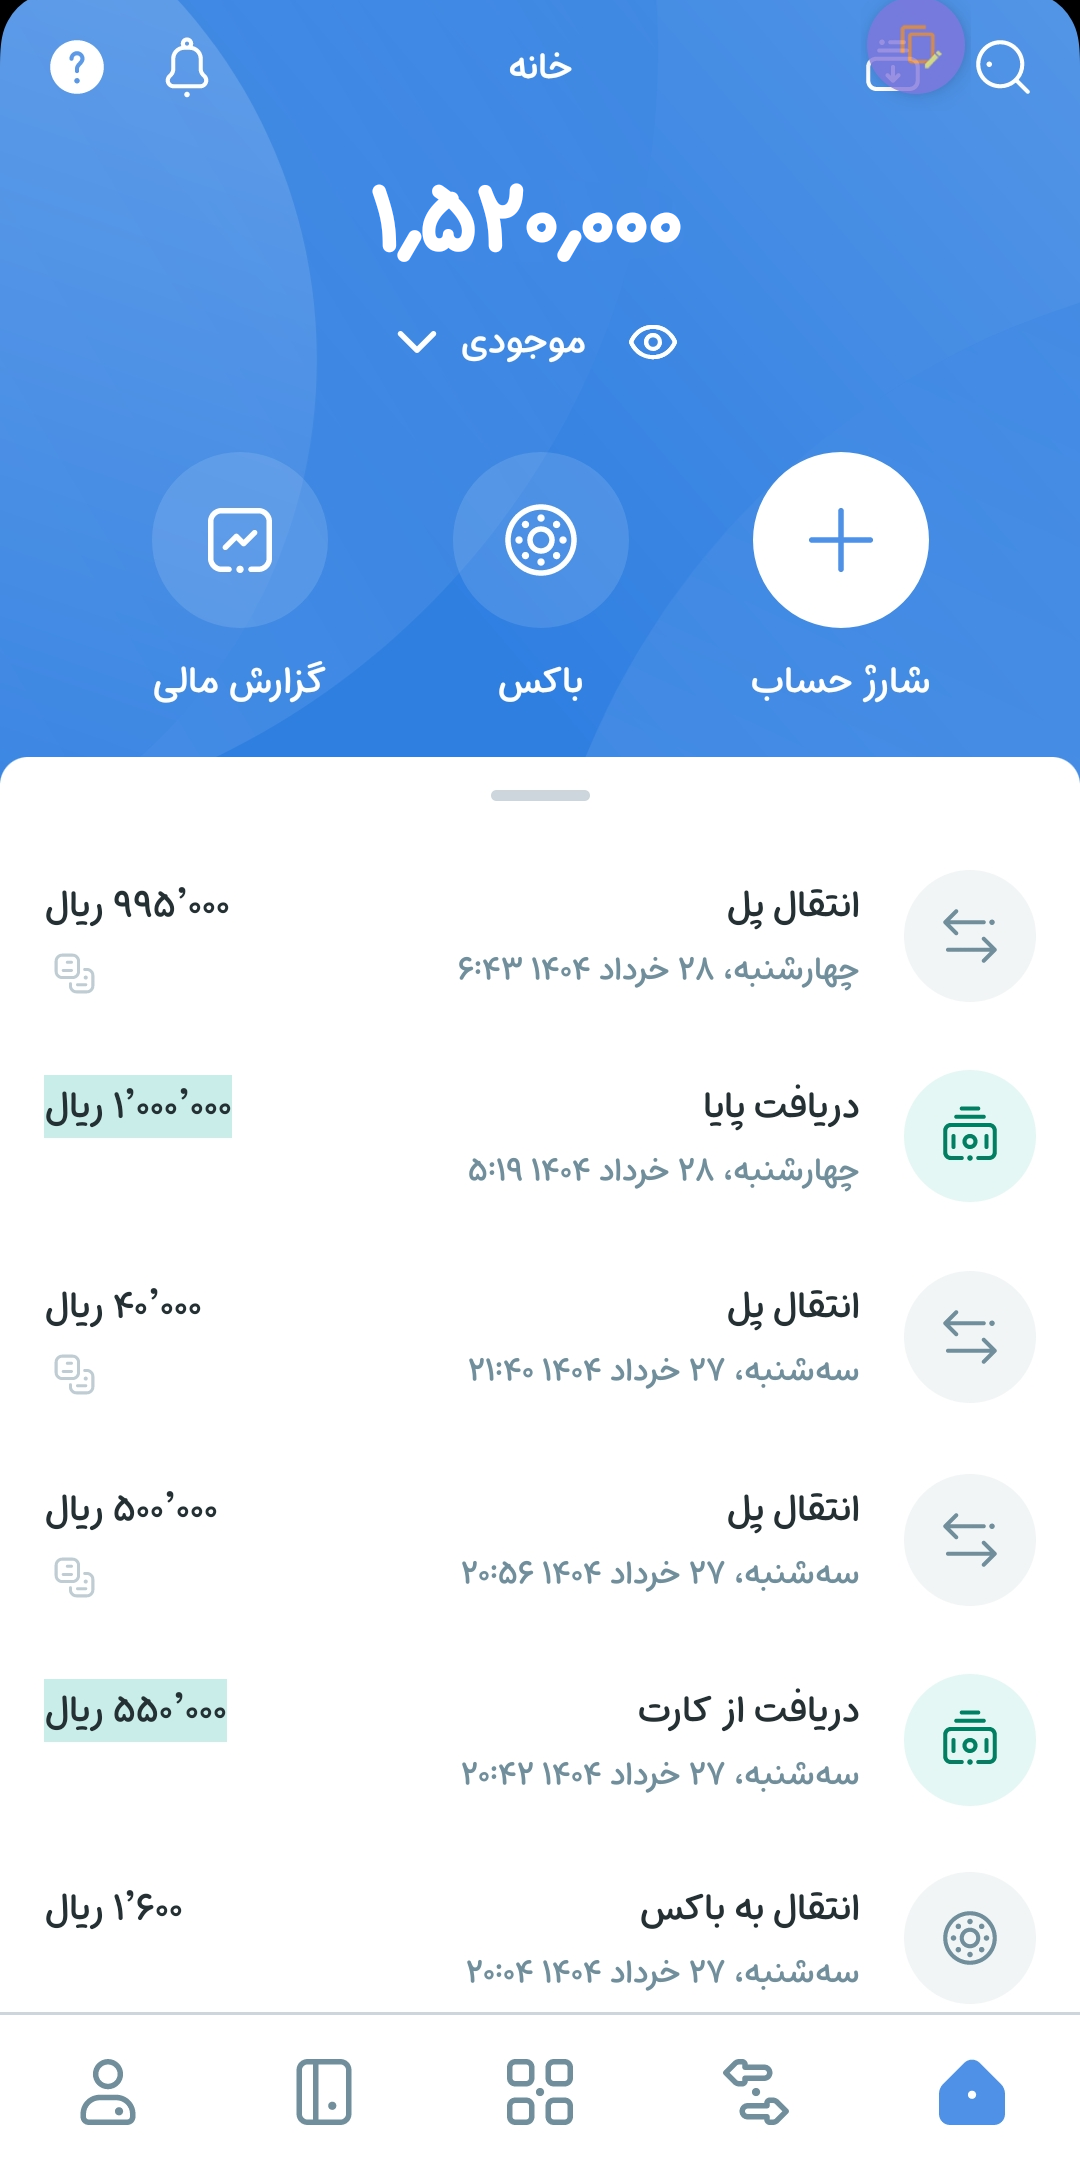 خانه
۱٫۵۲۰٫۰۰۰
موجودی
شارژ حساب
باکس
گزارش مالی
انتقال پل
۹۹۵٬۰۰۰ ریال
چهارشنبه، ۲۸ خرداد ۱۴۰۴ ۶:۴۳
دریافت پایا
۱٬۰۰۰٬۰۰۰ ریال
چهارشنبه، ۲۸ خرداد ۱۴۰۴ ۵:۱۹
انتقال پل
۴۰٬۰۰۰ ریال
سه‌شنبه، ۲۷ خرداد ۱۴۰۴ ۲۱:۴۰
انتقال پل
۵۰۰٬۰۰۰ ریال
سه‌شنبه، ۲۷ خرداد ۱۴۰۴ ۲۰:۵۶
دریافت از کارت
۵۵۰٬۰۰۰ ریال
سه‌شنبه، ۲۷ خرداد ۱۴۰۴ ۲۰:۴۲
انتقال به باکس
۱٬۶۰۰ ریال
سه‌شنبه، ۲۷ خرداد ۱۴۰۴ ۲۰:۰۴